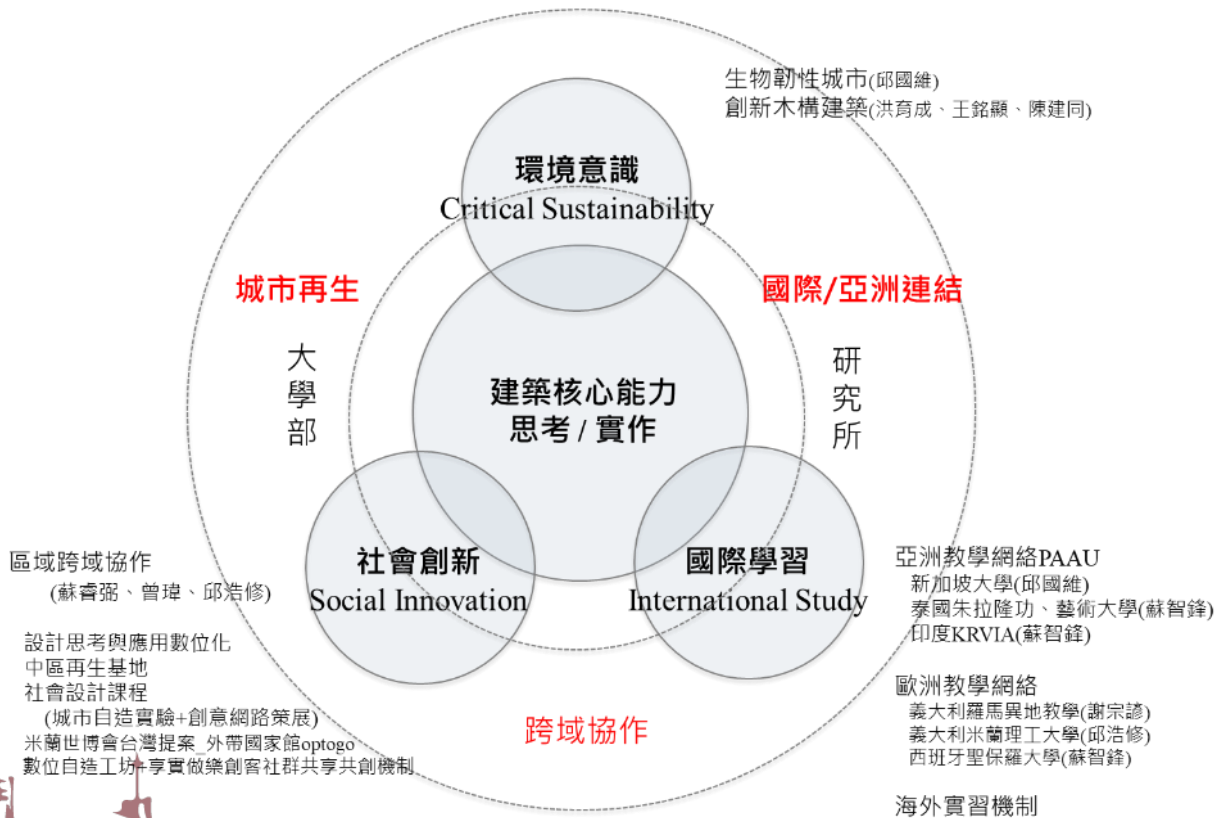 生物韌性城市(邱國維)
創新木構建築(洪育成、王銘顯、陳建同)
環境意識
Critical Sustainability
城市再生
國際/亞洲連結
大學部
研究所
建築核心能力
思考 / 實作
社會創新
Social Innovation
國際學習
International Study
跨域協作
區域跨域協作
(蘇睿弼、曾瑋、邱浩修)
設計思考與應用數位化
中區再生基地
社會設計課程
(城市自造實驗+創意網路策展)
米蘭世博會台灣提案_外帶國家館optogo
數位自造工坊+享實做樂創客社群共享共創機制
亞洲教學網絡PAAU
新加坡大學(邱國維)
泰國朱拉隆功、藝術大學(蘇智鋒)
印度KRVIA(蘇智鋒)
歐洲教學網絡
義大利羅馬異地教學(謝宗諺)
義大利米蘭理工大學(邱浩修)
西班牙聖保羅大學(蘇智鋒)
海外實習機制